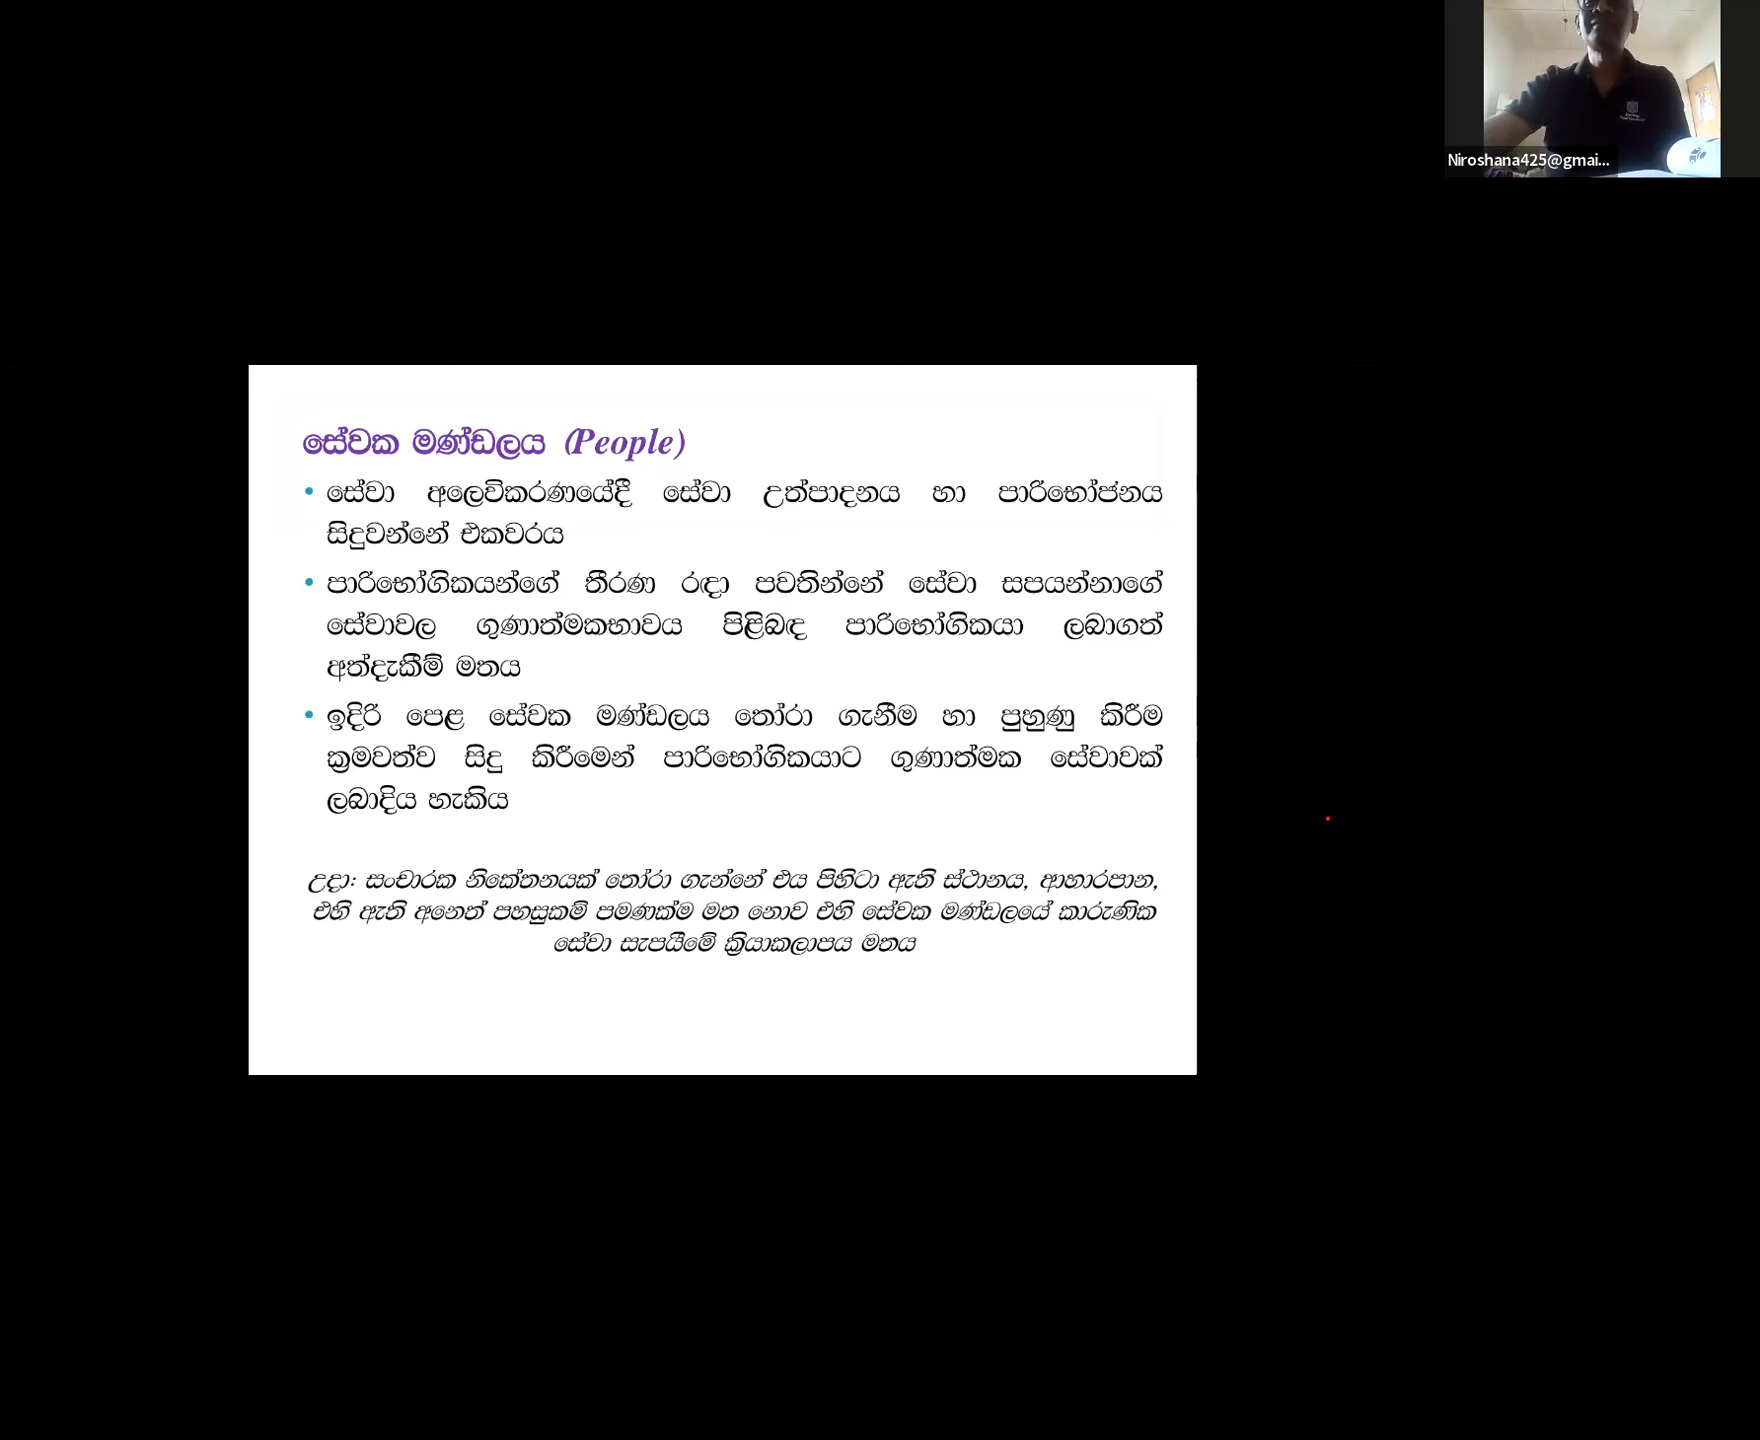 Niroshana425@gmai...
සේවක මණ්ඩලය (People)
• සේවා අලෙවිකරණයේදී සේවා උත්පාදනය හා පාරිභෝජනය
සිදුවන්නේ එකවරය
• පාරිභෝගිකයන්ගේ තීරණ රඳා පවතින්නේ සේවා සපයන්නාගේ
සේවාවල ගුණාත්මකභාවය පිළිබඳ පාරිභෝගිකයා ලබාගත්
අත්දැකීම් මතය
• ඉදිරි පෙළ සේවක මණ්ඩලය තෝරා ගැනීම හා පුහුණු කිරීම
ක්‍රමවත්ව සිදු කිරීමෙන් පාරිභෝගිකයාට ගුණාත්මක සේවාවක්
ලබාදිය හැකිය
උදා: සංචාරක නිකේතනයක් තෝරා ගැන්නේ එය පිහිටා ඇති ස්ථානය, ආහාරපාන,
එහි ඇති අනෙත් පහසුකම් පමණක්ම මත නොව එහි සේවක මණ්ඩලයේ කාරුණික
සේවා සැපයීමේ ක්‍රියාකලාපය මතය